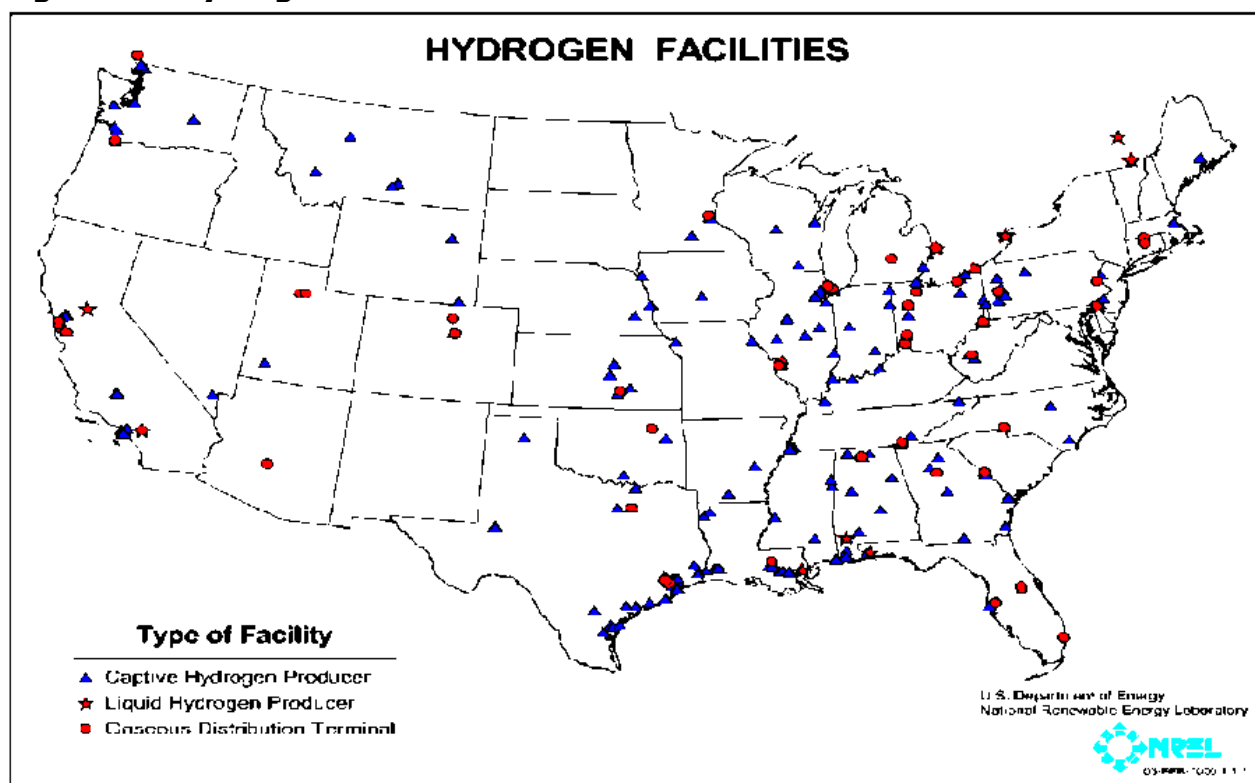 HYDROGEN FACILITIES
Type of Facility
Captive Hydrogen Producer
Liquid Hydrogen Producer
Gaseous Distribution Terminal
U.S. Department of Energy
National Renewable Energy Laboratory
NREL